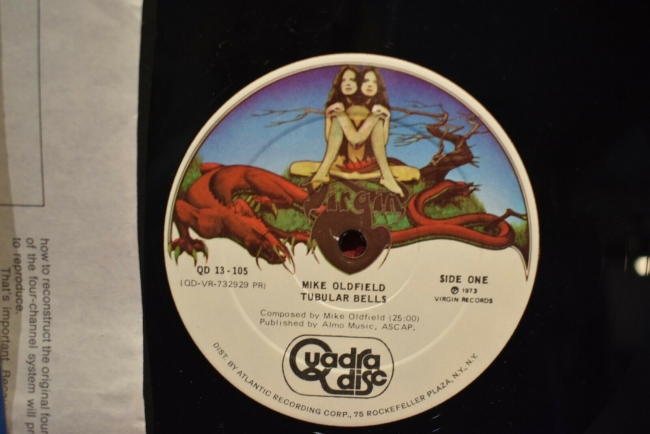 Virgin
QD 13-105
(QD-VR-732929 PR)
MIKE OLDFIELD
TUBULAR BELLS
SIDE ONE
℗ 1973
VIRGIN RECORDS
Composed by Mike Oldfield (25:00)
Published by Almo Music, ASCAP.
Quadra
disc
DIST. BY ATLANTIC RECORDING CORP., 75 ROCKEFELLER PLAZA, N.Y., N.Y.
how to reconstruct the original four
of the four-channel system will pr
to reproduce.
That's important.